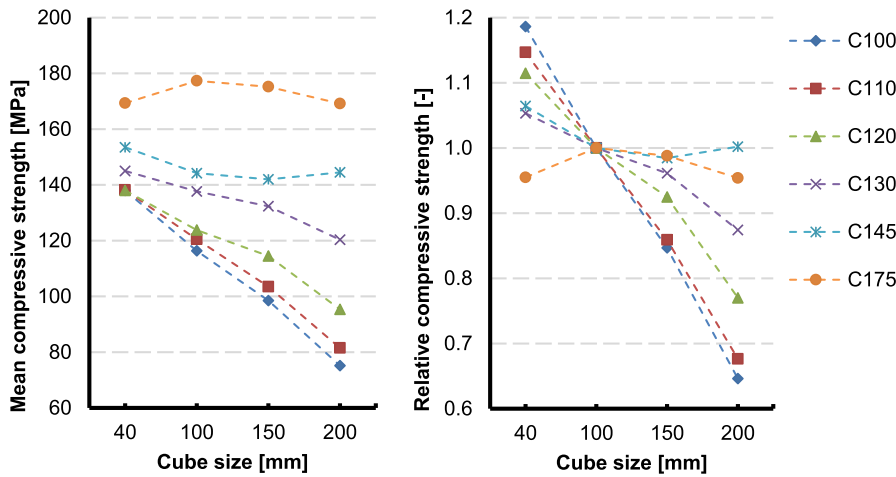 Mean compressive strength [MPa]
200
180
160
140
120
100
80
60
40 100 150 200
Cube size [mm]
Relative compressive strength [-]
1.2
1.1
1.0
0.9
0.8
0.7
0.6
40 100 150 200
Cube size [mm]
C100
C110
C120
C130
C145
C175